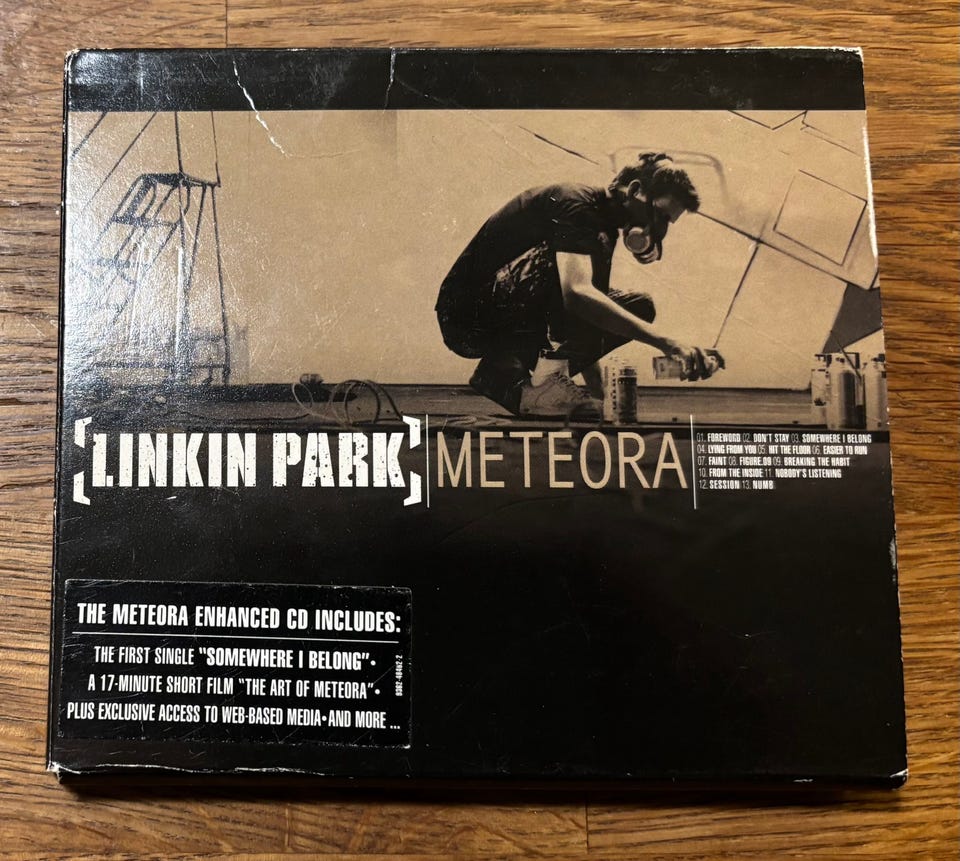 [LINKIN PARK]
METEORA
01. FOREWORD 02. DON'T STAY 03. SOMEWHERE I BELONG
04. LYING FROM YOU 05. HIT THE FLOOR 06. EASIER TO RUN
07. FAINT 08. FIGURE.09 09. BREAKING THE HABIT
10. FROM THE INSIDE 11. NOBODY'S LISTENING
12. SESSION 13. NUMB
THE METEORA ENHANCED CD INCLUDES:
THE FIRST SINGLE "SOMEWHERE I BELONG"•
A 17-MINUTE SHORT FILM "THE ART OF METEORA"•
PLUS EXCLUSIVE ACCESS TO WEB-BASED MEDIA•AND MORE ...